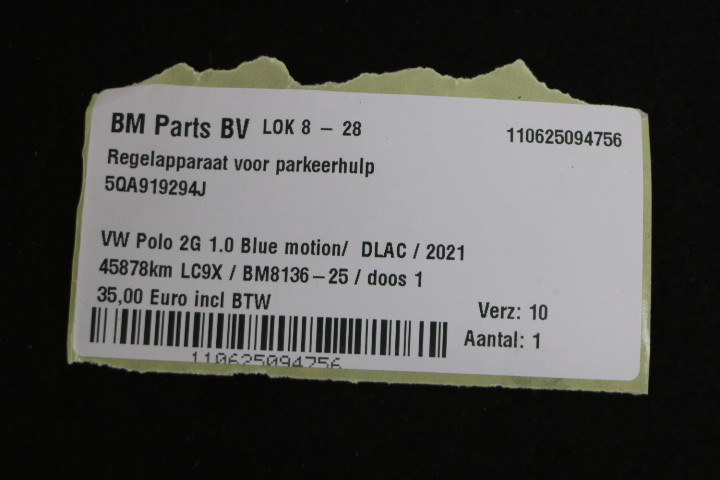 BM Parts BV LOK 8 – 28 110625094756
Regelapparaat voor parkeerhulp
5QA919294J
VW Polo 2G 1.0 Blue motion/ DLAC / 2021
45878km LC9X / BM8136–25 / doos 1
35,00 Euro incl BTW
Verz: 10
Aantal: 1
110625094756